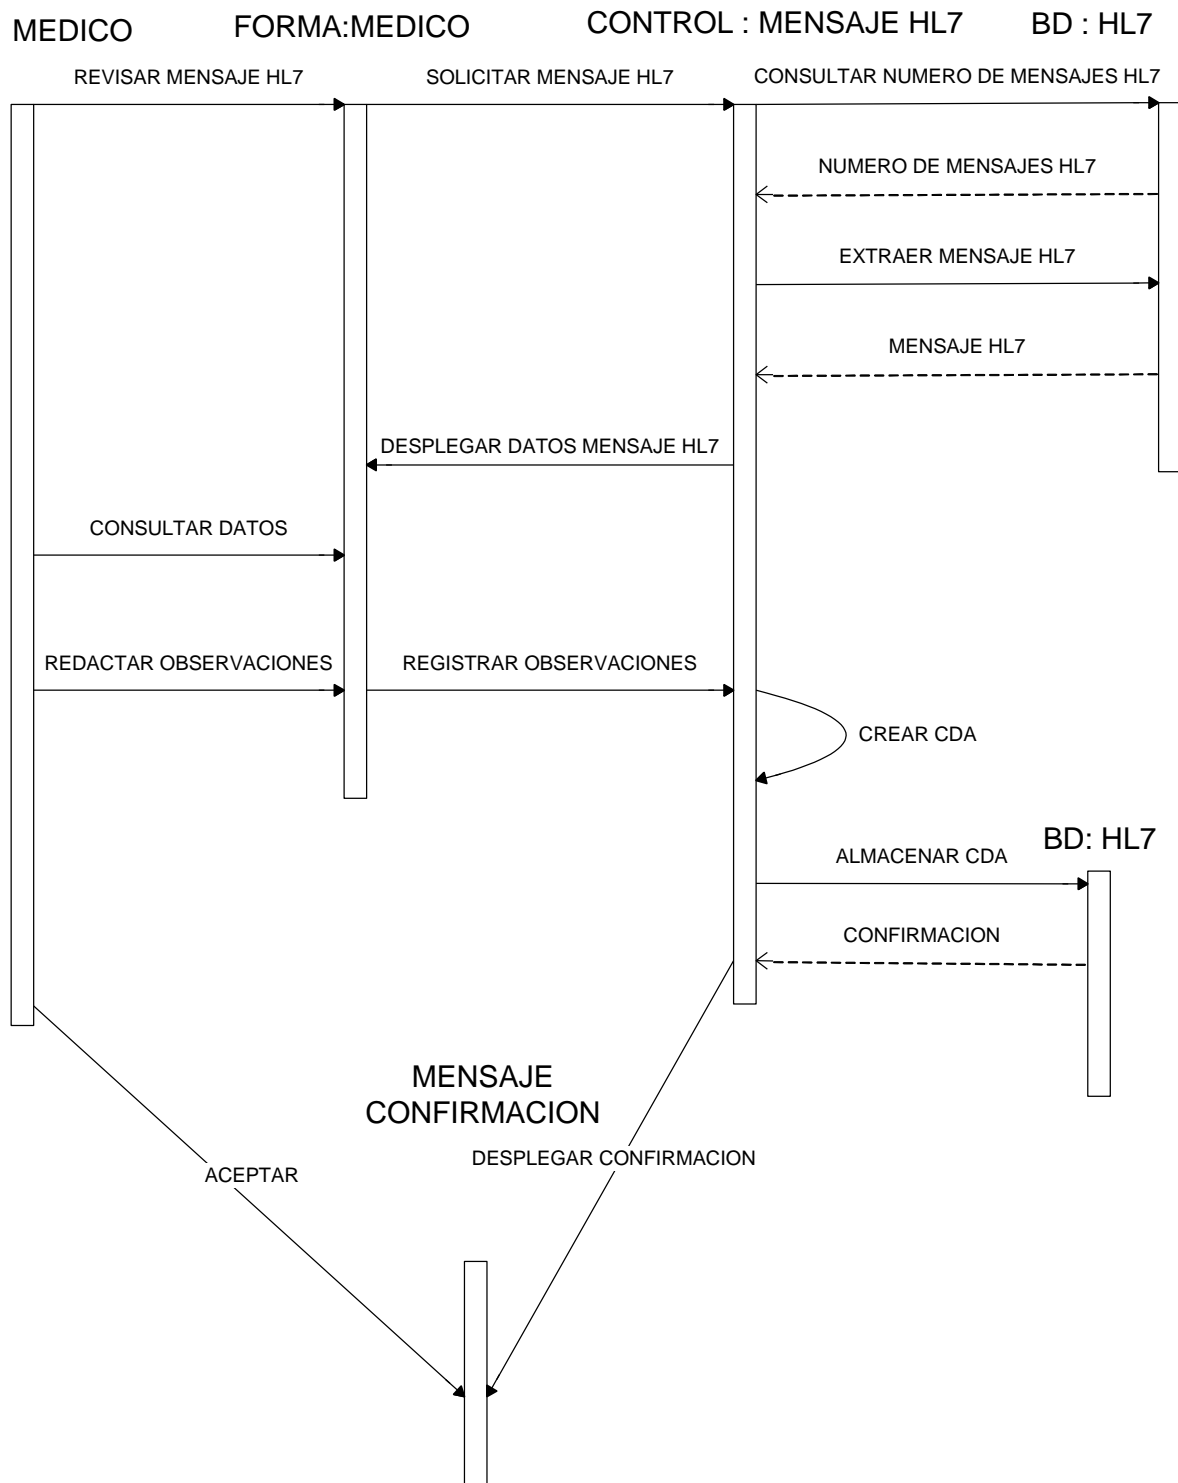 MEDICO
FORMA:MEDICO
CONTROL : MENSAJE HL7
BD : HL7
REVISAR MENSAJE HL7
SOLICITAR MENSAJE HL7
CONSULTAR NUMERO DE MENSAJES HL7
NUMERO DE MENSAJES HL7
EXTRAER MENSAJE HL7
MENSAJE HL7
DESPLEGAR DATOS MENSAJE HL7
CONSULTAR DATOS
REDACTAR OBSERVACIONES
REGISTRAR OBSERVACIONES
CREAR CDA
BD: HL7
ALMACENAR CDA
CONFIRMACION
MENSAJE
CONFIRMACION
DESPLEGAR CONFIRMACION
ACEPTAR